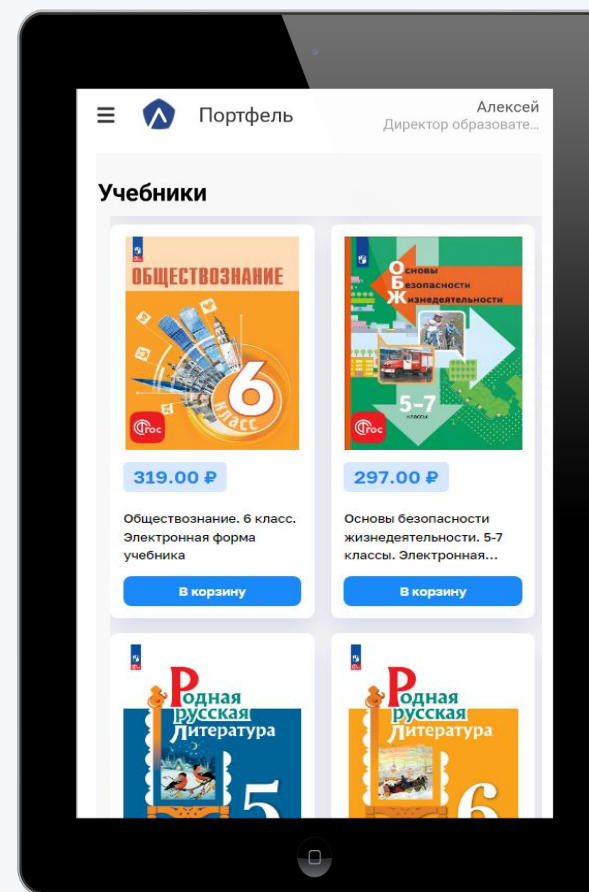 Портфель
Алексей
Директор образовате...
Учебники
ОБЩЕСТВОЗНАНИЕ
6
класс
ФГОС
319.00 ₽
Обществознание. 6 класс.
Электронная форма
учебника
В корзину
Основы
Безопасности
Жизнедеятельности
5-7
классы
ФГОС
297.00 ₽
Основы безопасности
жизнедеятельности. 5-7
классы. Электронная...
В корзину
Родная
русская
Литература
5
Родная
русская
Литература
6